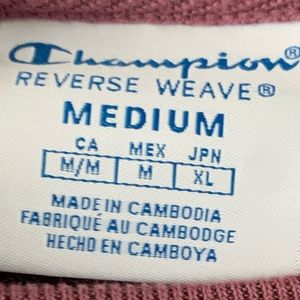 Champion®
REVERSE WEAVE®
MEDIUM
CA MEX JPN
M/M M XL
MADE IN CAMBODIA
FABRIQUÉ AU CAMBODGE
HECHO EN CAMBOYA